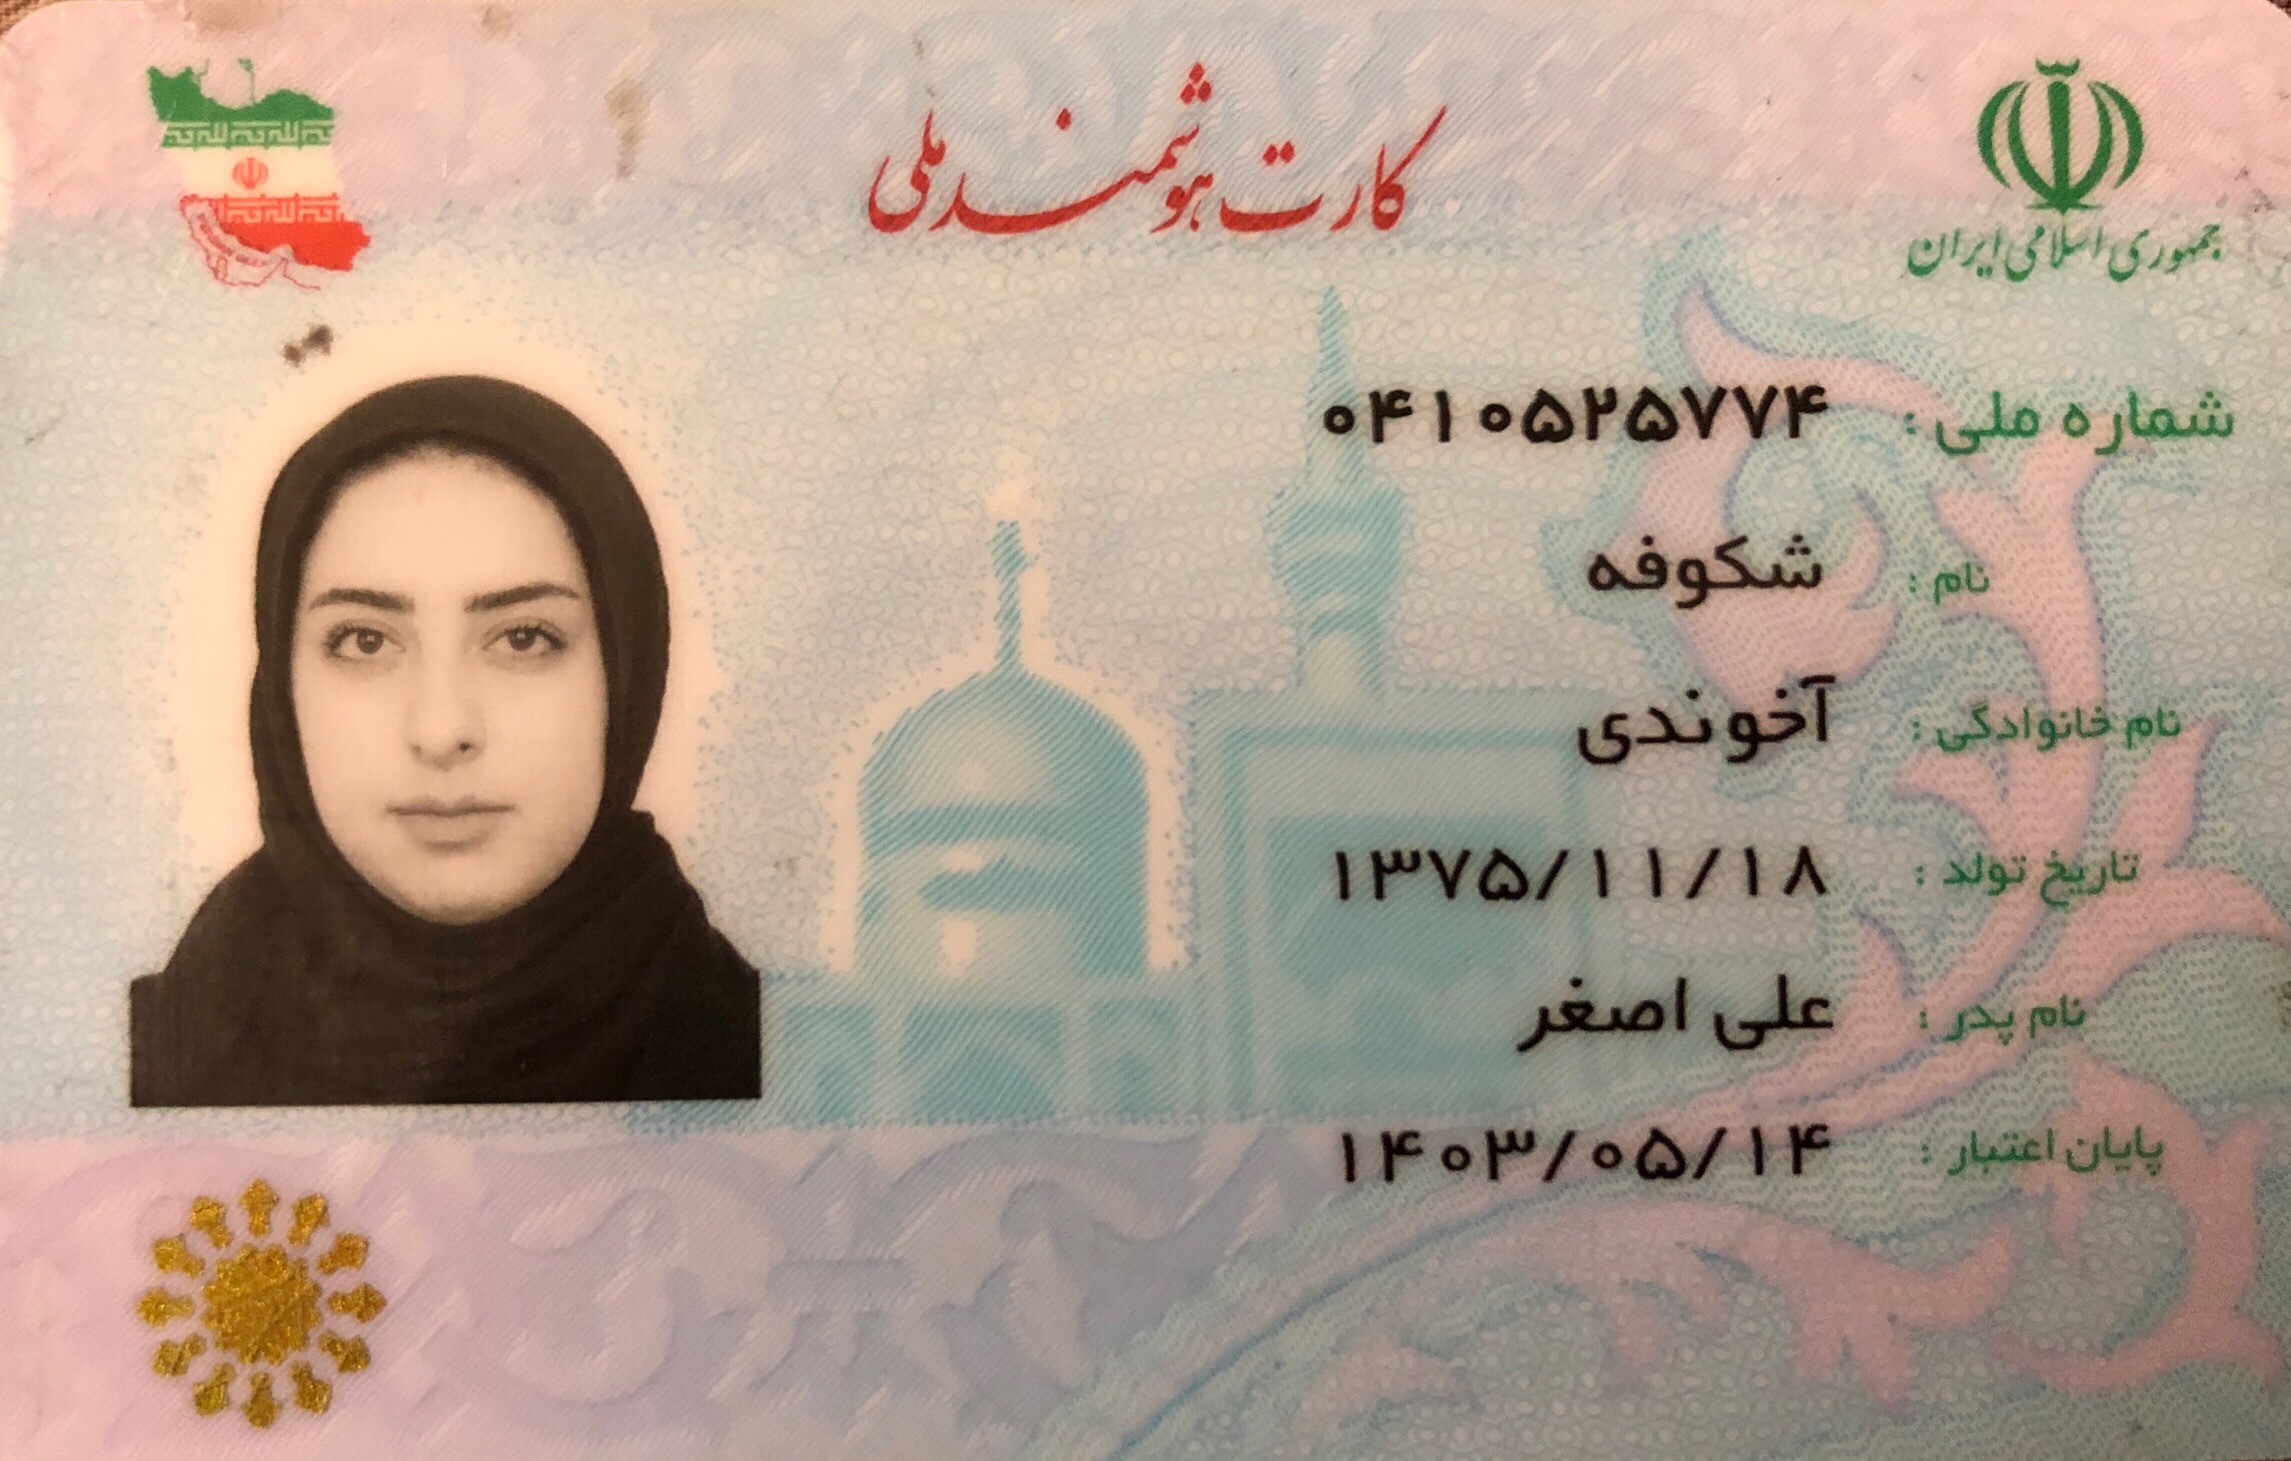 کارت هوشمند ملی
جمهوری اسلامی ایران
شماره ملی : ۰۴۱۰۵۲۵۷۷۴
نام : شکوفه
نام خانوادگی : آخوندی
تاریخ تولد : ۱۳۷۵/۱۱/۱۸
نام پدر : علی اصغر
پایان اعتبار : ۱۴۰۳/۰۵/۱۴